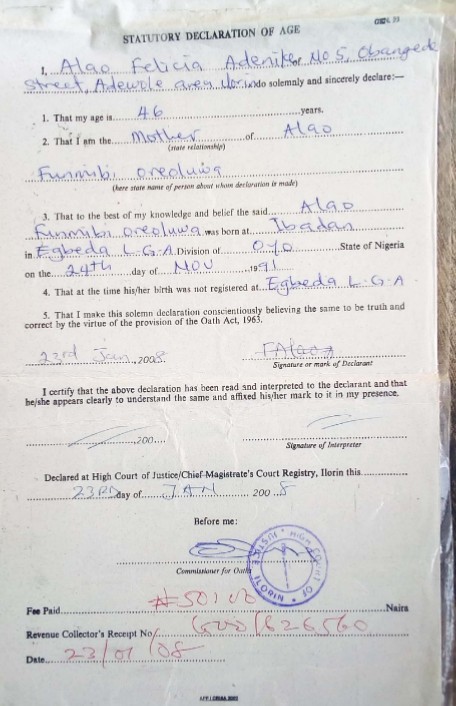 STATUTORY DECLARATION OF AGE
I, Alao Felicia Adenike of No 5, Obangede
Street, Adewole area Ilorin do solemnly and sincerely declare:—
1. That my age is 46 years.
2. That I am the Mother of Alao
(state relationship)
Funmibi oreoluwa
(here state name of person about whom declaration is made)
3. That to the best of my knowledge and belief the said Alao
Funmibi oreoluwa was born at Ibadan
in Egbeda L.G.A Division of Oyo State of Nigeria
on the 24th day of NOV 1991
4. That at the time his/her birth was not registered at Egbeda L.G.A
5. That I make this solemn declaration conscientiously believing the same to be truth and
correct by the virtue of the provision of the Oath Act, 1963.
23rd Jan, 2008
Signature or mark of Declarant
I certify that the above declaration has been read snd interpreted to the declarant and that
he/she appears clearly to understand the same and affixed his/her mark to it in my presence.
200
Signature of Interpreter
Declared at High Court of Justice/Chief-Magistrate's Court Registry, Ilorin this
23RD day of JAN 2008
Before me:
Commissioner for Oath
HIGH COURT OF JUSTICE ILORIN
Fee Paid ₦501 00 Naira
Revenue Collector's Receipt No
Date 23/01/08